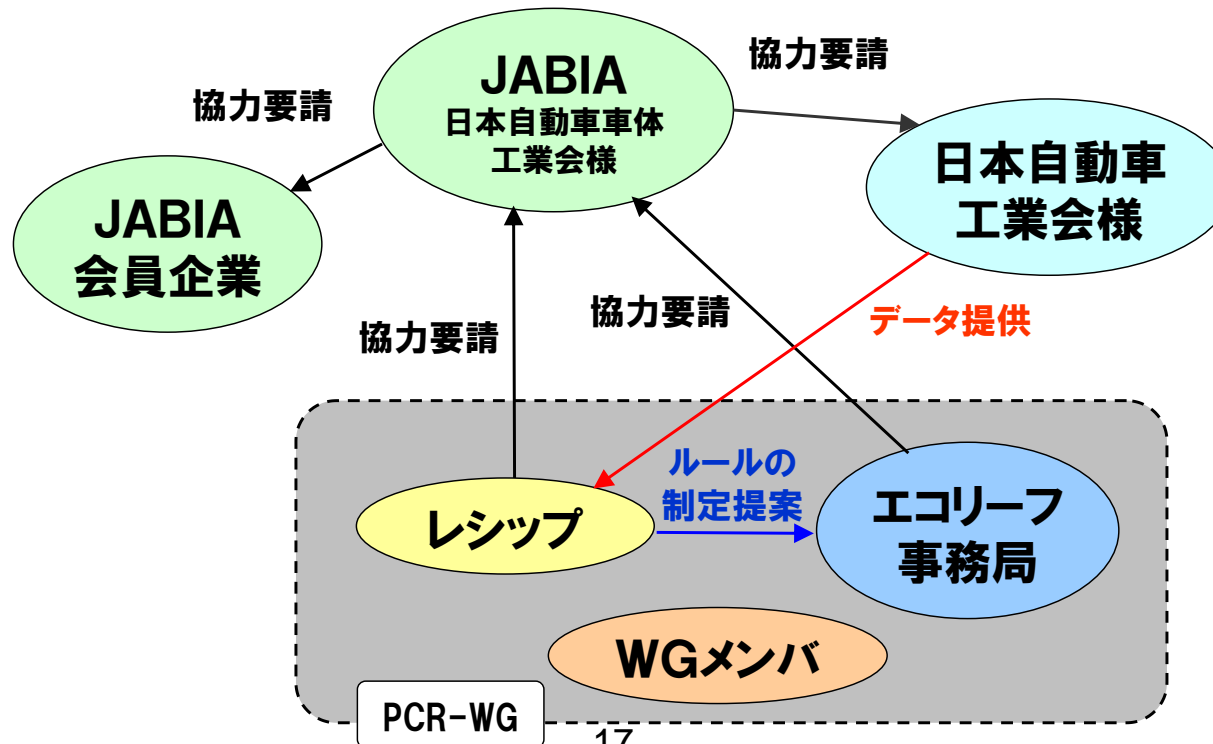 協力要請
JABIA
日本自動車車体
工業会様
協力要請
日本自動車
工業会様
JABIA
会員企業
協力要請
協力要請
データ提供
ルールの
制定提案
レシップ
エコリーフ
事務局
WGメンバ
PCR-WG
17